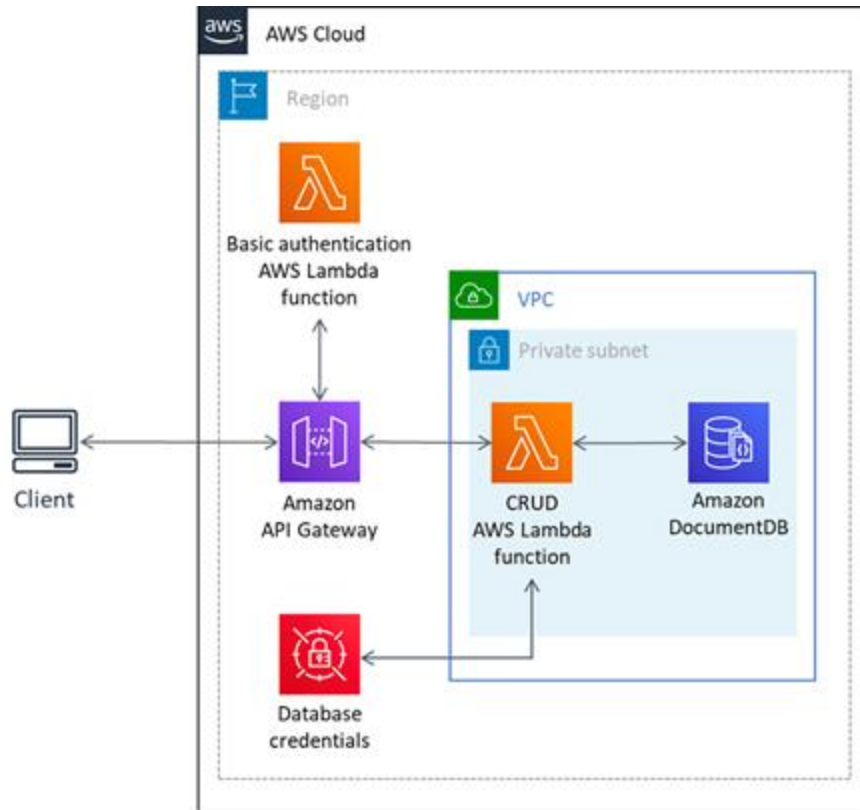 aws
AWS Cloud
Region
Basic authentication
AWS Lambda
function
VPC
Private subnet
Client
</>
Amazon
API Gateway
CRUD
AWS Lambda
function
Amazon
DocumentDB
Database
credentials